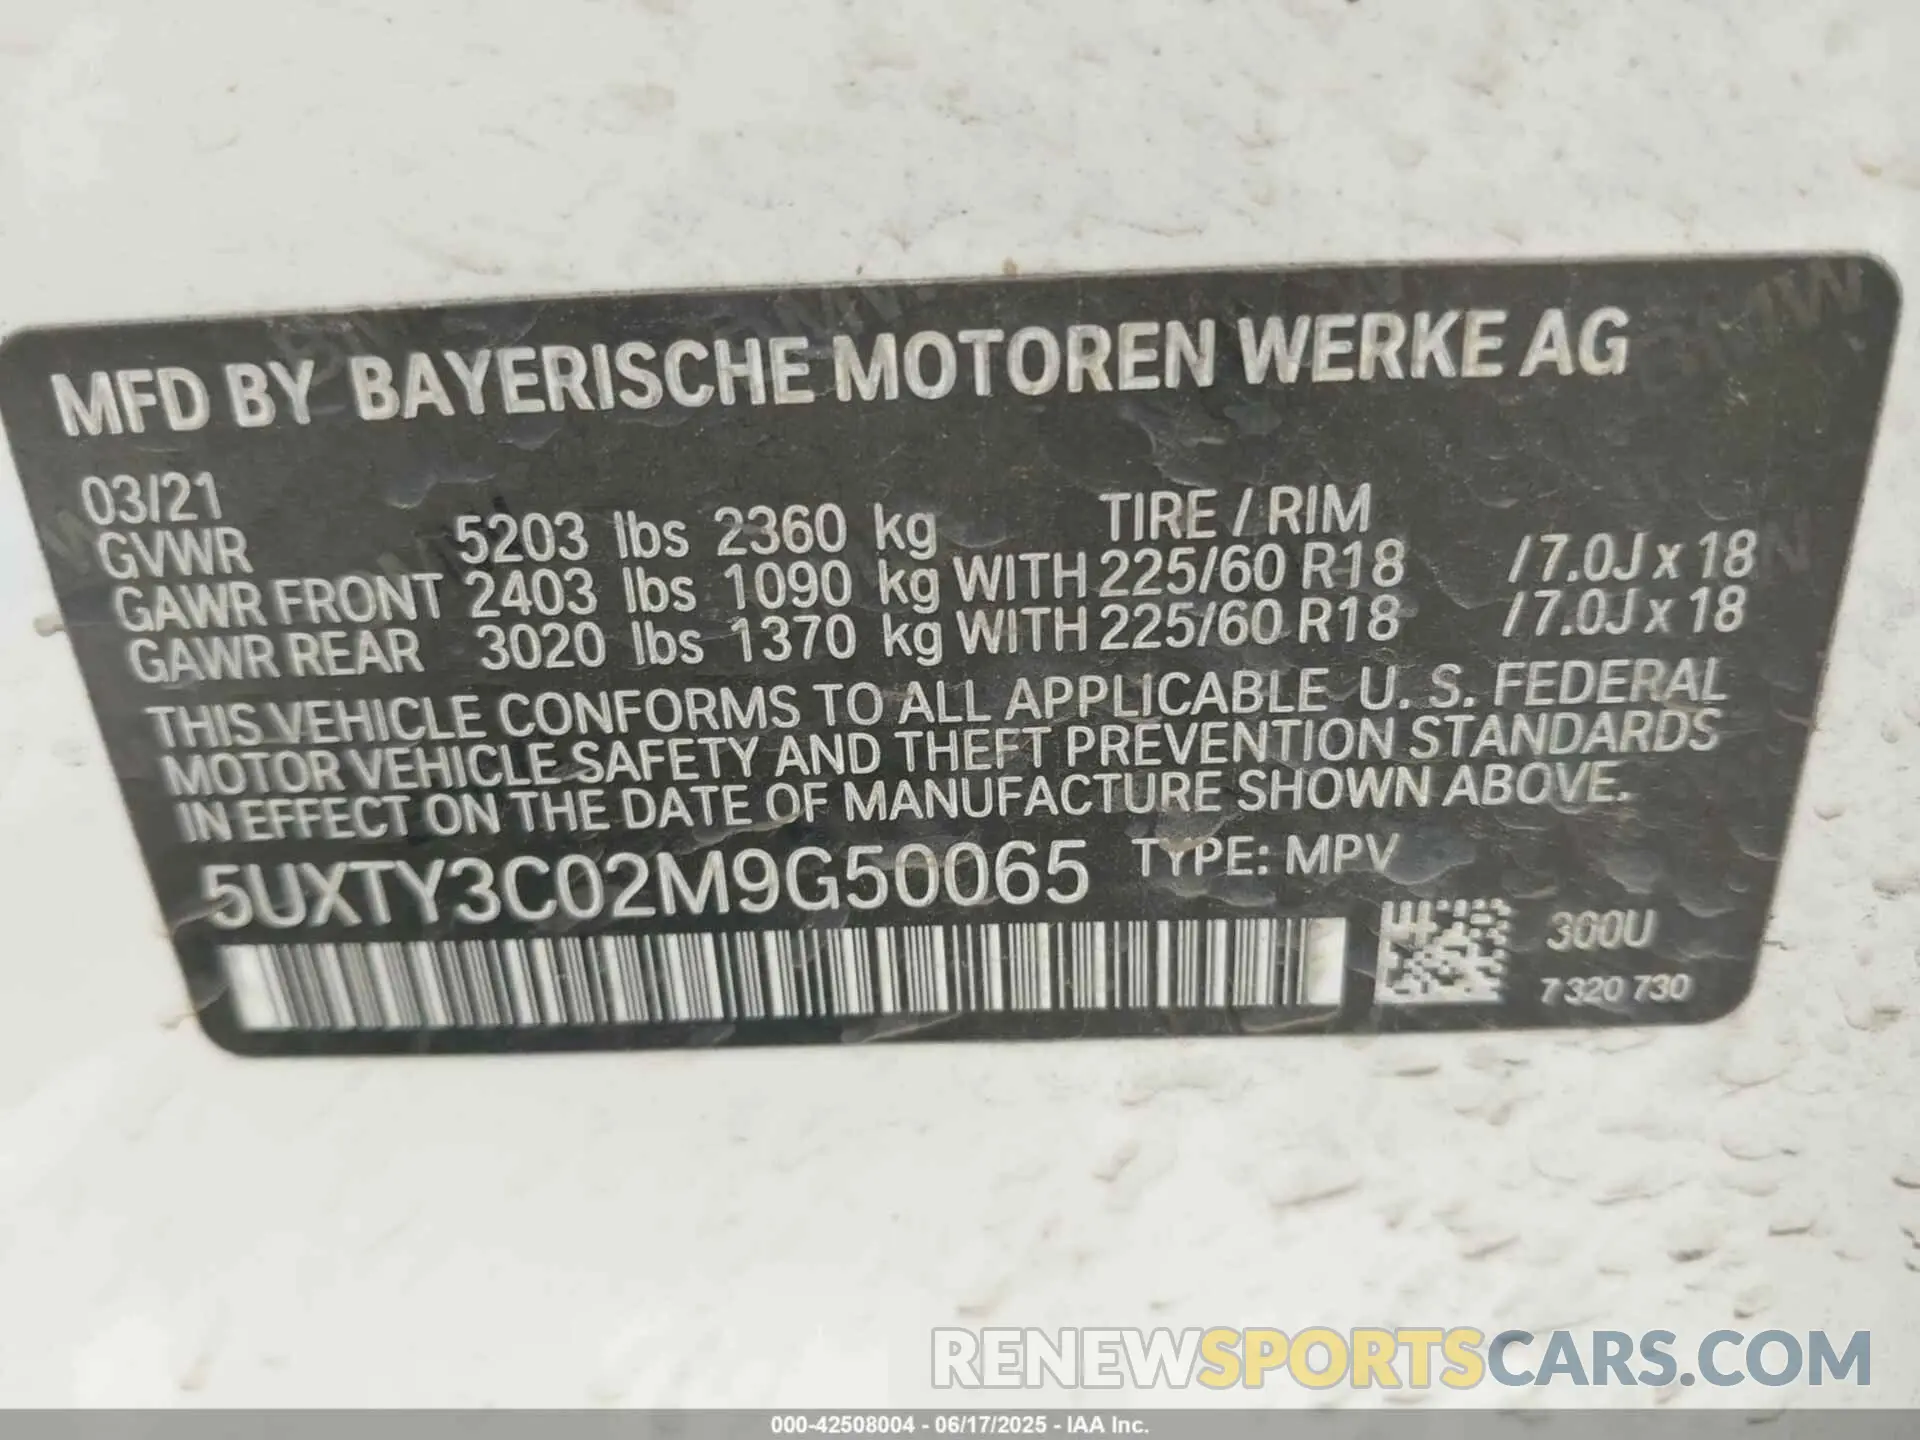 MFD BY BAYERISCHE MOTOREN WERKE AG
03/21 TIRE / RIM
GVWR 5203 lbs 2360 kg
GAWR FRONT 2403 lbs 1090 kg WITH 225/60 R18 / 7.0J x 18
GAWR REAR 3020 lbs 1370 kg WITH 225/60 R18 / 7.0J x 18
THIS VEHICLE CONFORMS TO ALL APPLICABLE U. S. FEDERAL
MOTOR VEHICLE SAFETY AND THEFT PREVENTION STANDARDS
IN EFFECT ON THE DATE OF MANUFACTURE SHOWN ABOVE.
5UXTY3C02M9G50065 TYPE: MPV
300U
7 320 730
RENEWSPORTSCARS.COM
000-42508004 - 06/17/2025 - IAA Inc.